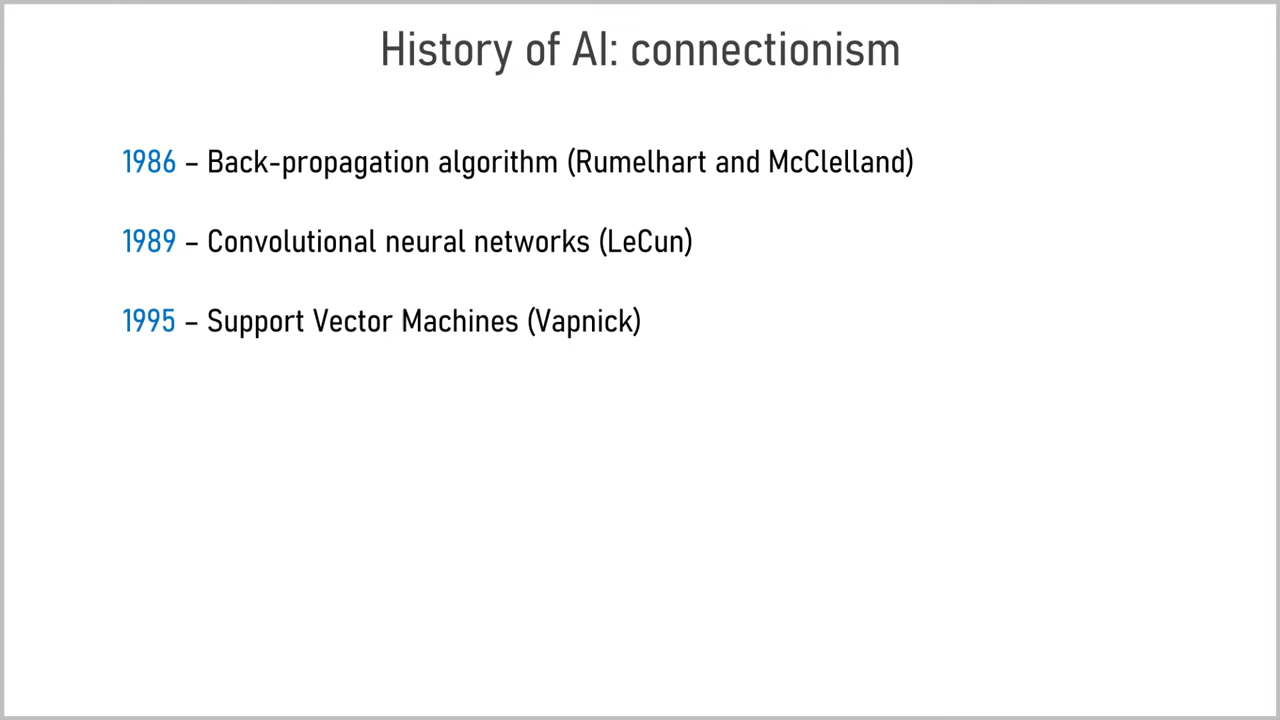 History of AI: connectionism
1986 – Back-propagation algorithm (Rumelhart and McClelland)
1989 – Convolutional neural networks (LeCun)
1995 – Support Vector Machines (Vapnick)